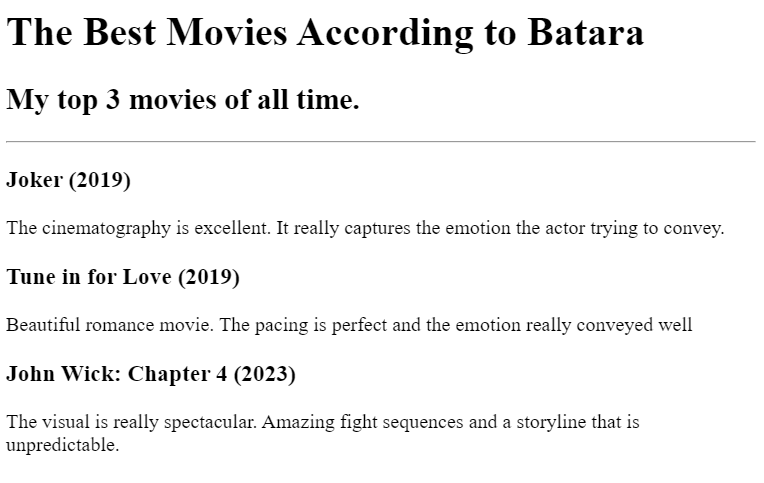 The Best Movies According to Batara
My top 3 movies of all time.
Joker (2019)
The cinematography is excellent. It really captures the emotion the actor trying to convey.
Tune in for Love (2019)
Beautiful romance movie. The pacing is perfect and the emotion really conveyed well
John Wick: Chapter 4 (2023)
The visual is really spectacular. Amazing fight sequences and a storyline that is
unpredictable.